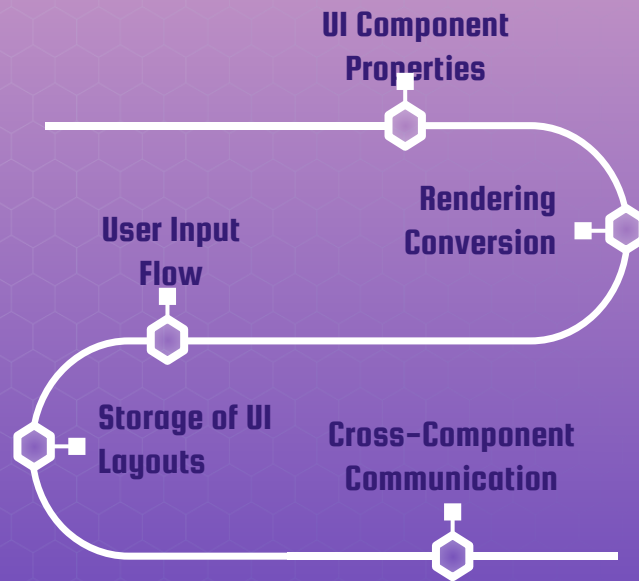 UI Component
Properties
Rendering
Conversion
User Input
Flow
Storage of UI
Layouts
Cross-Component
Communication